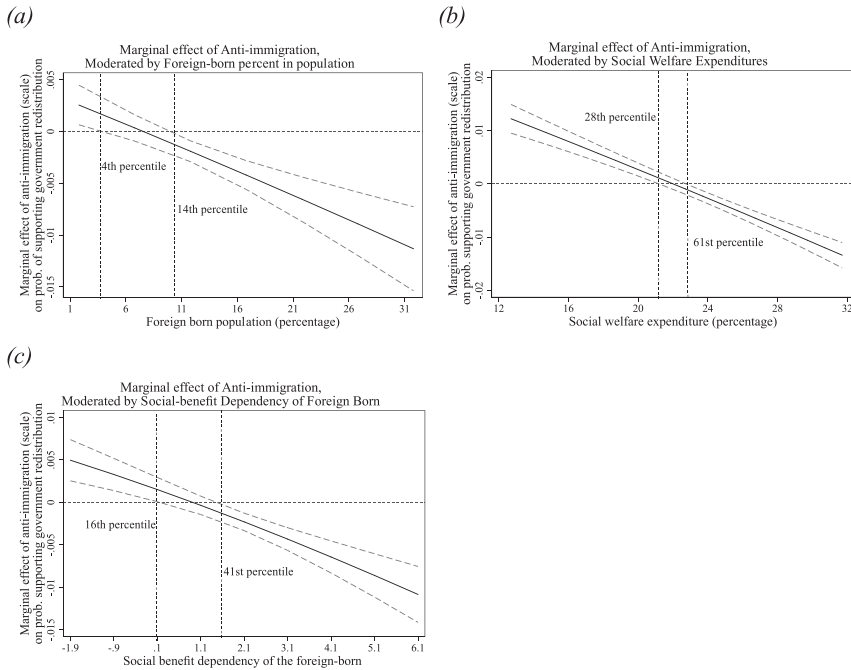 (a)
Marginal effect of Anti-immigration,
Moderated by Foreign-born percent in population
Marginal effect of anti-immigration (scale)
on prob. of supporting government redistribution
.005
0
-.005
-.01
-.015
4th percentile
14th percentile
1
6
11
16
21
26
31
Foreign born population (percentage)
(b)
Marginal effect of Anti-immigration,
Moderated by Social Welfare Expenditures
Marginal effect of anti-immigration (scale)
on prob. supporting government redistribution
.02
.01
0
-.01
-.02
28th percentile
61st percentile
12
16
20
24
28
32
Social welfare expenditure (percentage)
(c)
Marginal effect of Anti-immigration,
Moderated by Social-benefit Dependency of Foreign Born
Marginal effect of anti-immigration (scale)
on prob. supporting government redistribution
.01
.005
0
-.005
-.01
-.015
16th percentile
41st percentile
-1.9
-.9
.1
1.1
2.1
3.1
4.1
5.1
6.1
Social benefit dependency of the foreign-born